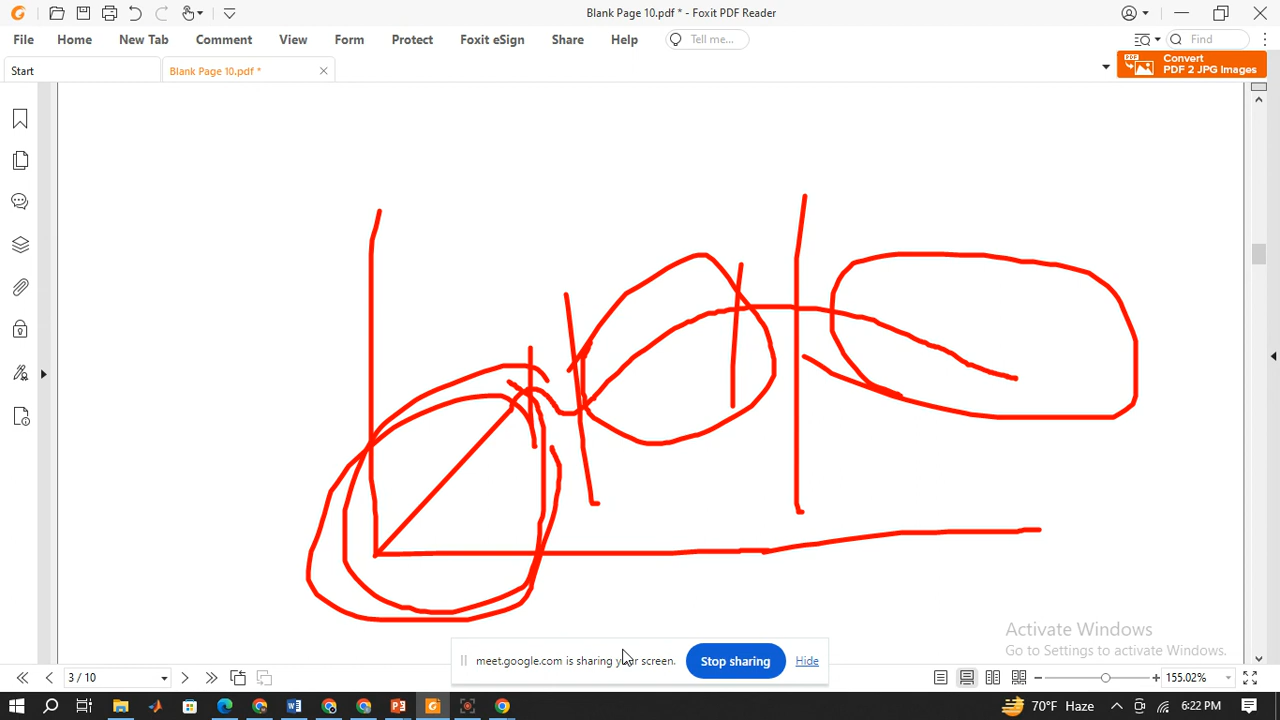 Blank Page 10.pdf * - Foxit PDF Reader
File Home New Tab Comment View Form Protect Foxit eSign Share Help Tell me... Find
Start Blank Page 10.pdf *
PDF
Convert
PDF 2 JPG Images
Activate Windows
Go to Settings to activate Windows.
meet.google.com is sharing your screen. Stop sharing Hide
3 / 10 155.02%
70°F Haze 6:22 PM